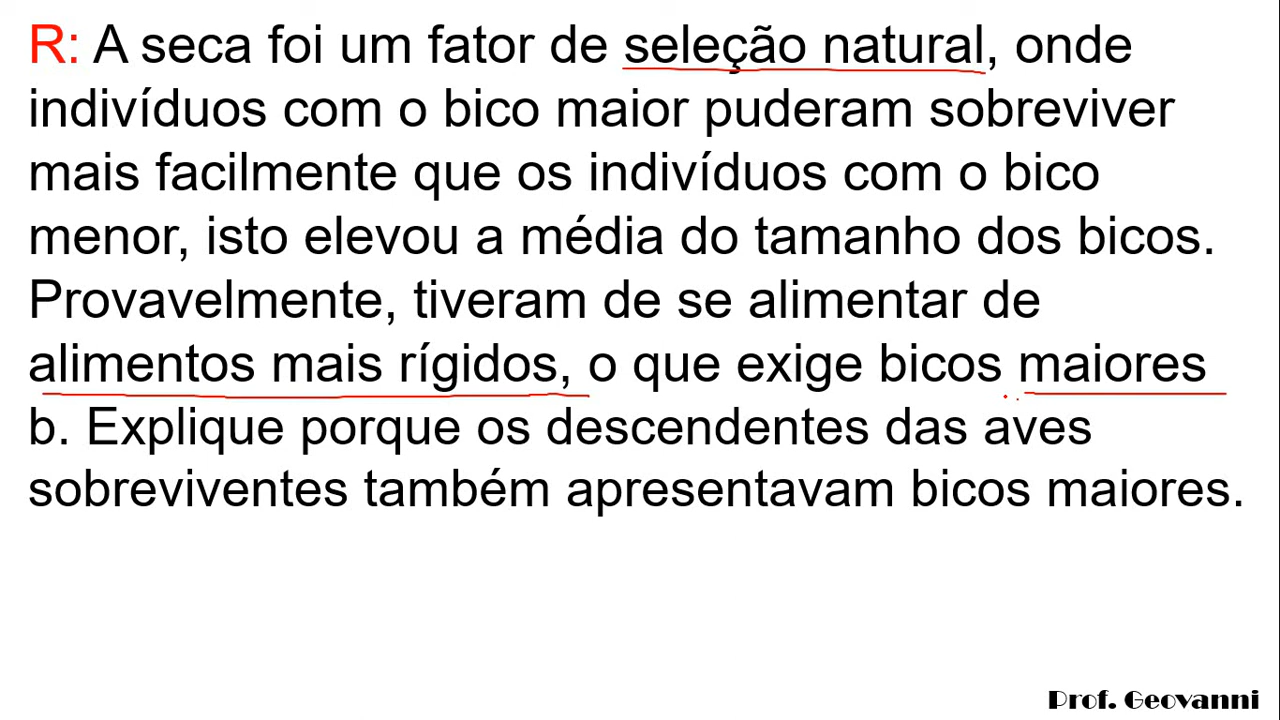 R: A seca foi um fator de seleção natural, onde
indivíduos com o bico maior puderam sobreviver
mais facilmente que os indivíduos com o bico
menor, isto elevou a média do tamanho dos bicos.
Provavelmente, tiveram de se alimentar de
alimentos mais rígidos, o que exige bicos maiores
b. Explique porque os descendentes das aves
sobreviventes também apresentavam bicos maiores.
Prof. Geovanni